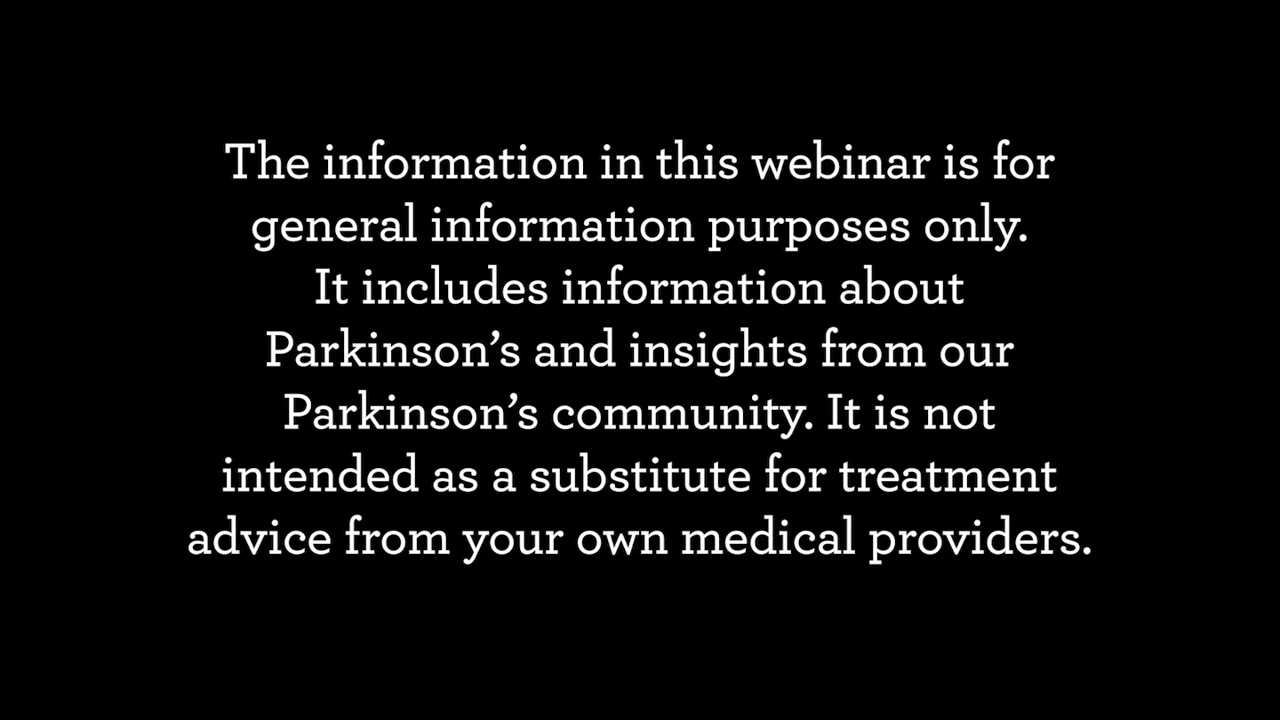 The information in this webinar is for
general information purposes only.
It includes information about
Parkinson’s and insights from our
Parkinson’s community. It is not
intended as a substitute for treatment
advice from your own medical providers.